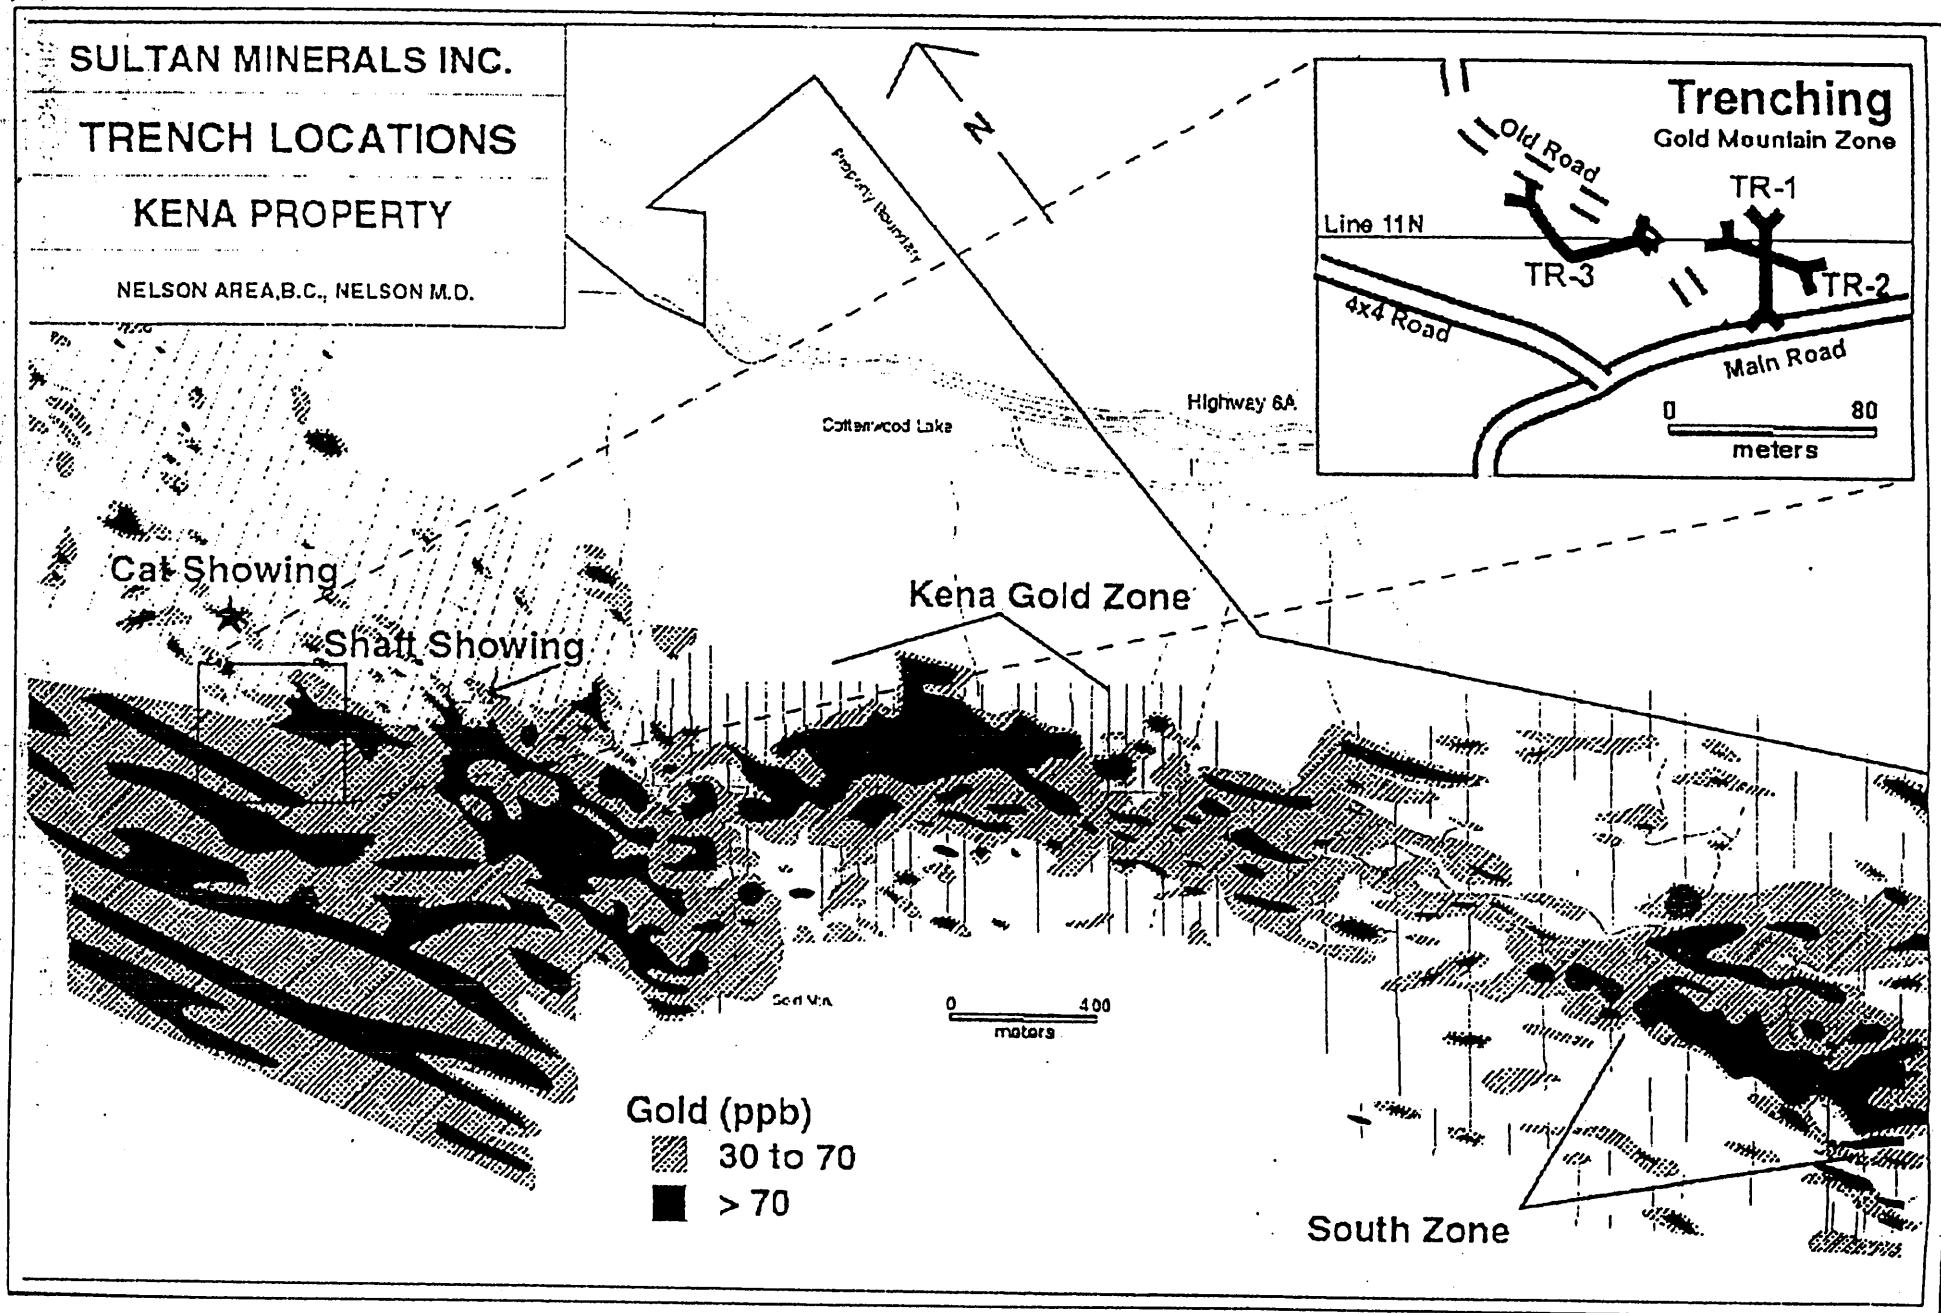 SULTAN MINERALS INC.
TRENCH LOCATIONS
KENA PROPERTY
NELSON AREA,B.C., NELSON M.D.
N
Property Boundary
Trenching
Gold Mountain Zone
Old Road
TR-1
Line 11N
TR-3
TR-2
4x4 Road
Main Road
0 80
meters
Highway 6A
Cottonwood Lake
Cat Showing
Kena Gold Zone
Shaft Showing
0 400
meters
Gold (ppb)
30 to 70
> 70
South Zone